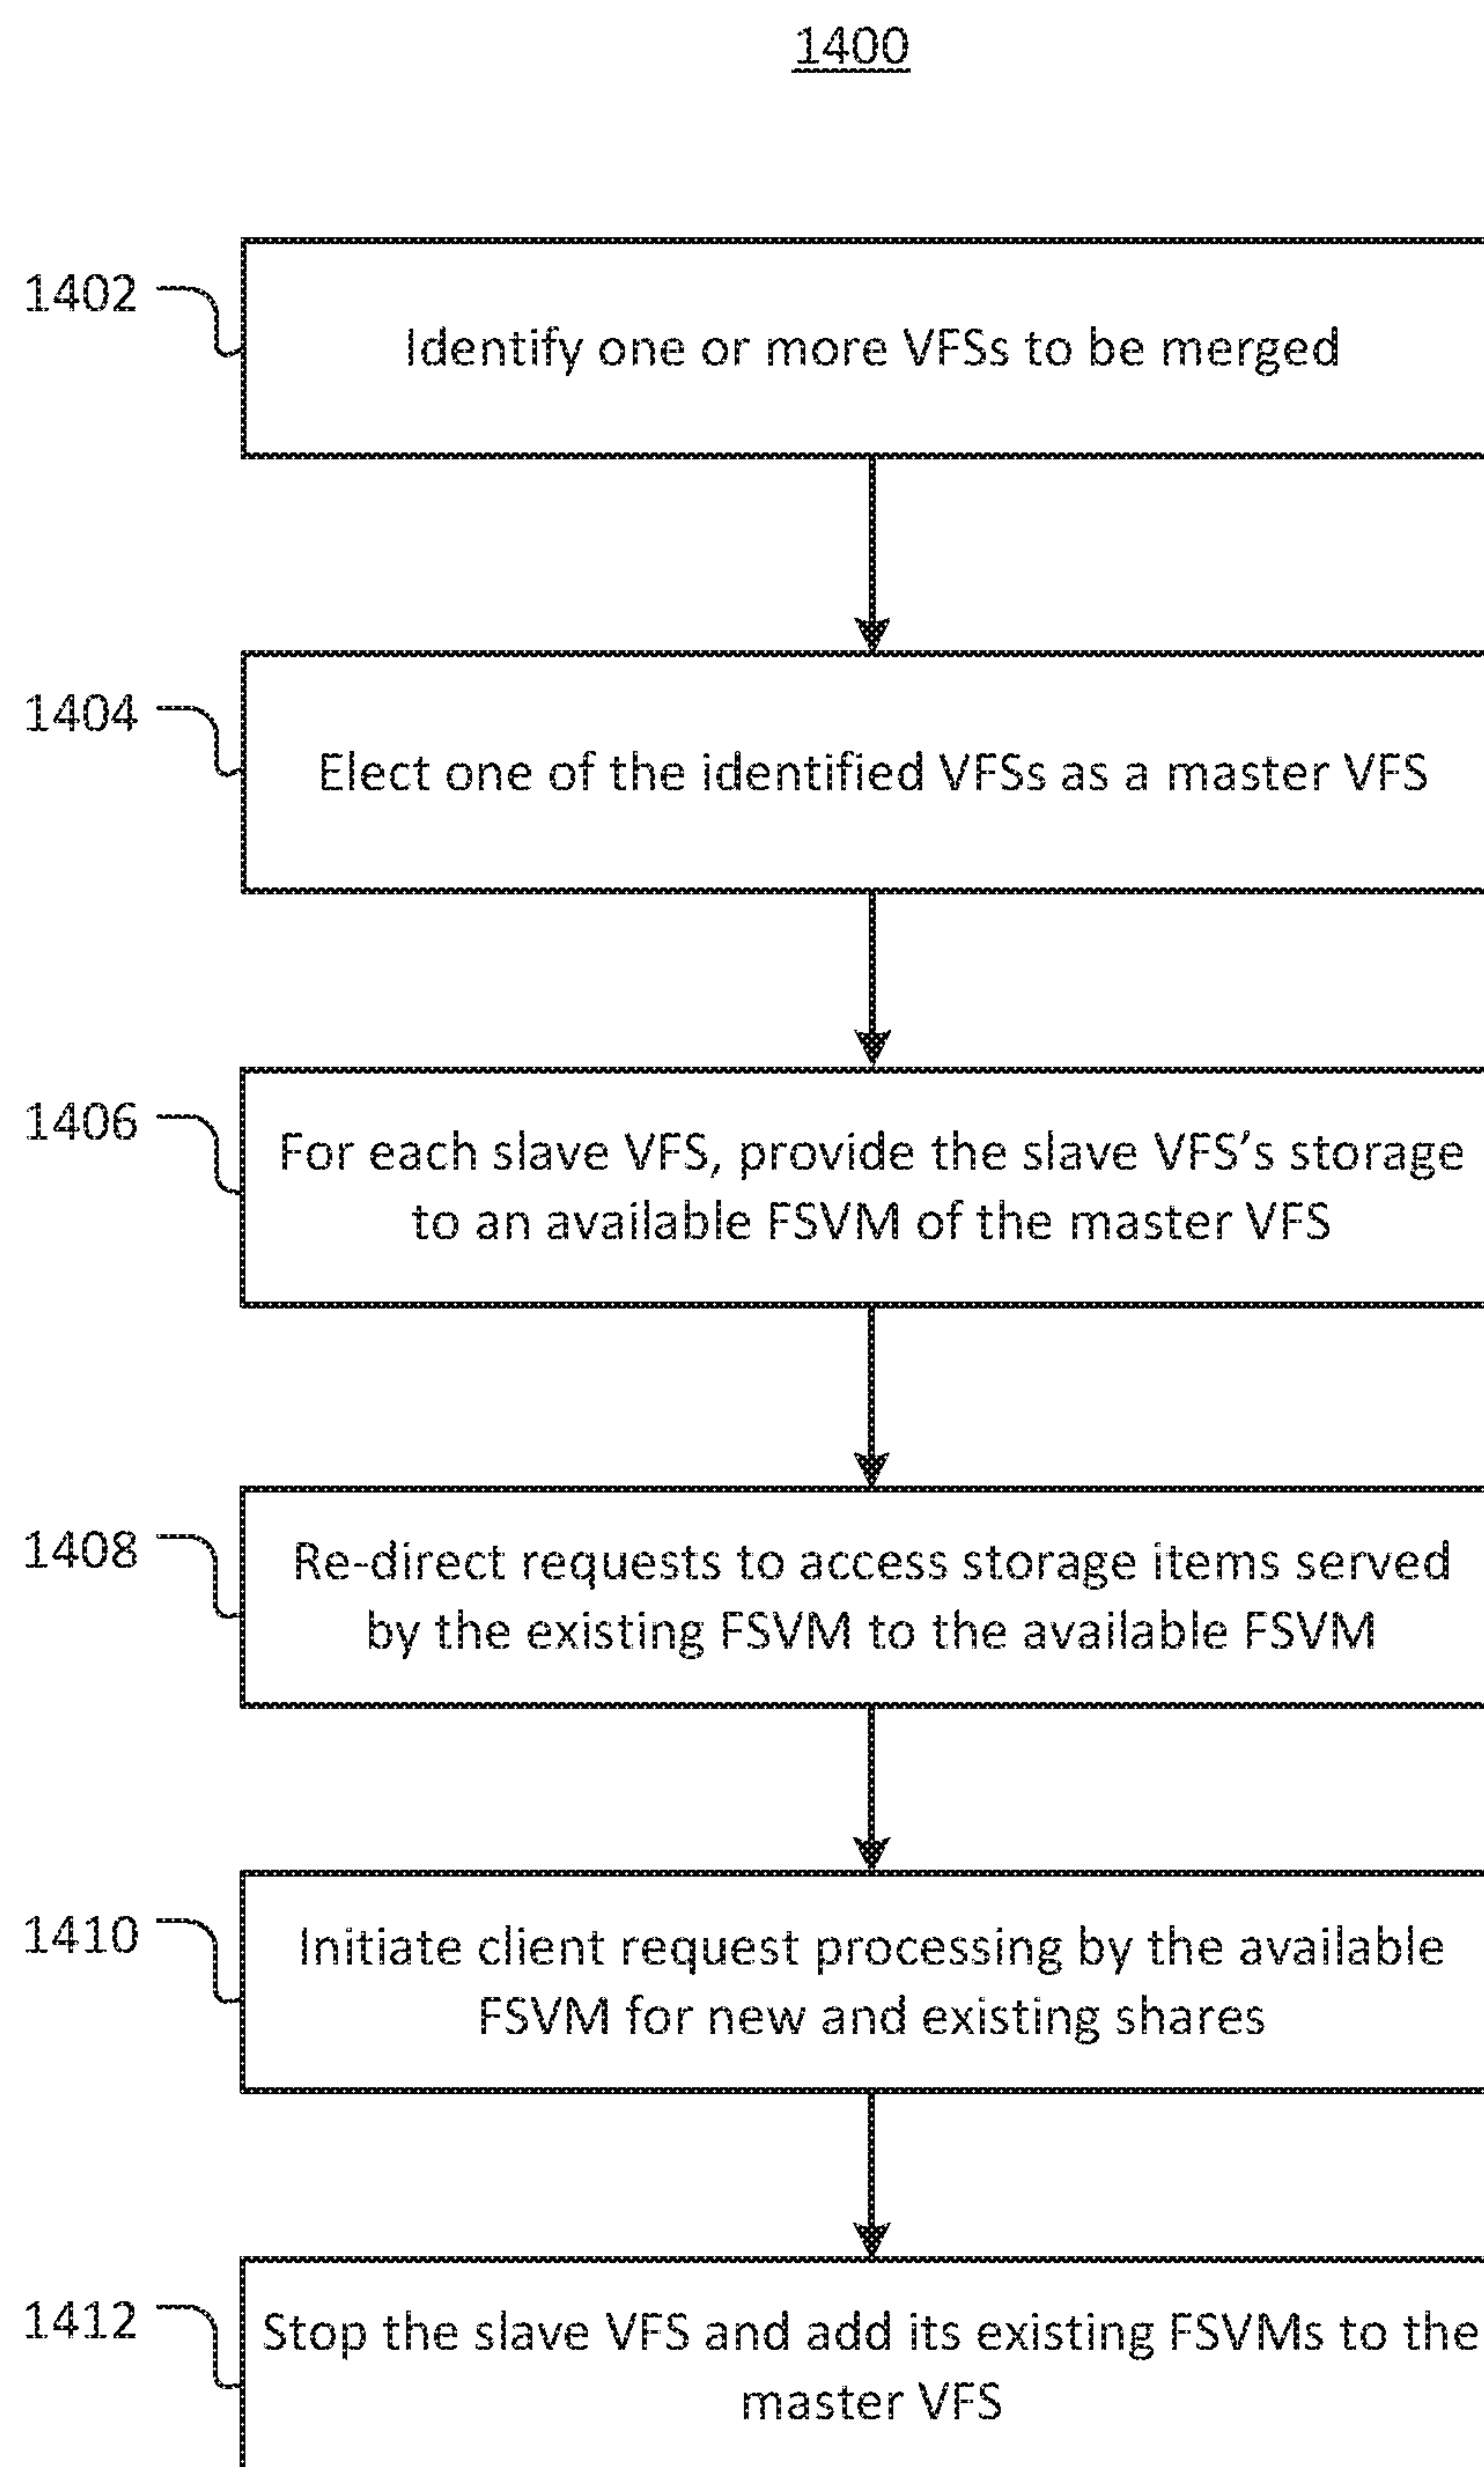 1400
1402
Identify one or more VFSs to be merged
1404
Elect one of the identified VFSs as a master VFS
1406
For each slave VFS, provide the slave VFS's storage
to an available FSVM of the master VFS
1408
Re-direct requests to access storage items served
by the existing FSVM to the available FSVM
1410
Initiate client request processing by the available
FSVM for new and existing shares
1412
Stop the slave VFS and add its existing FSVMs to the
master VFS